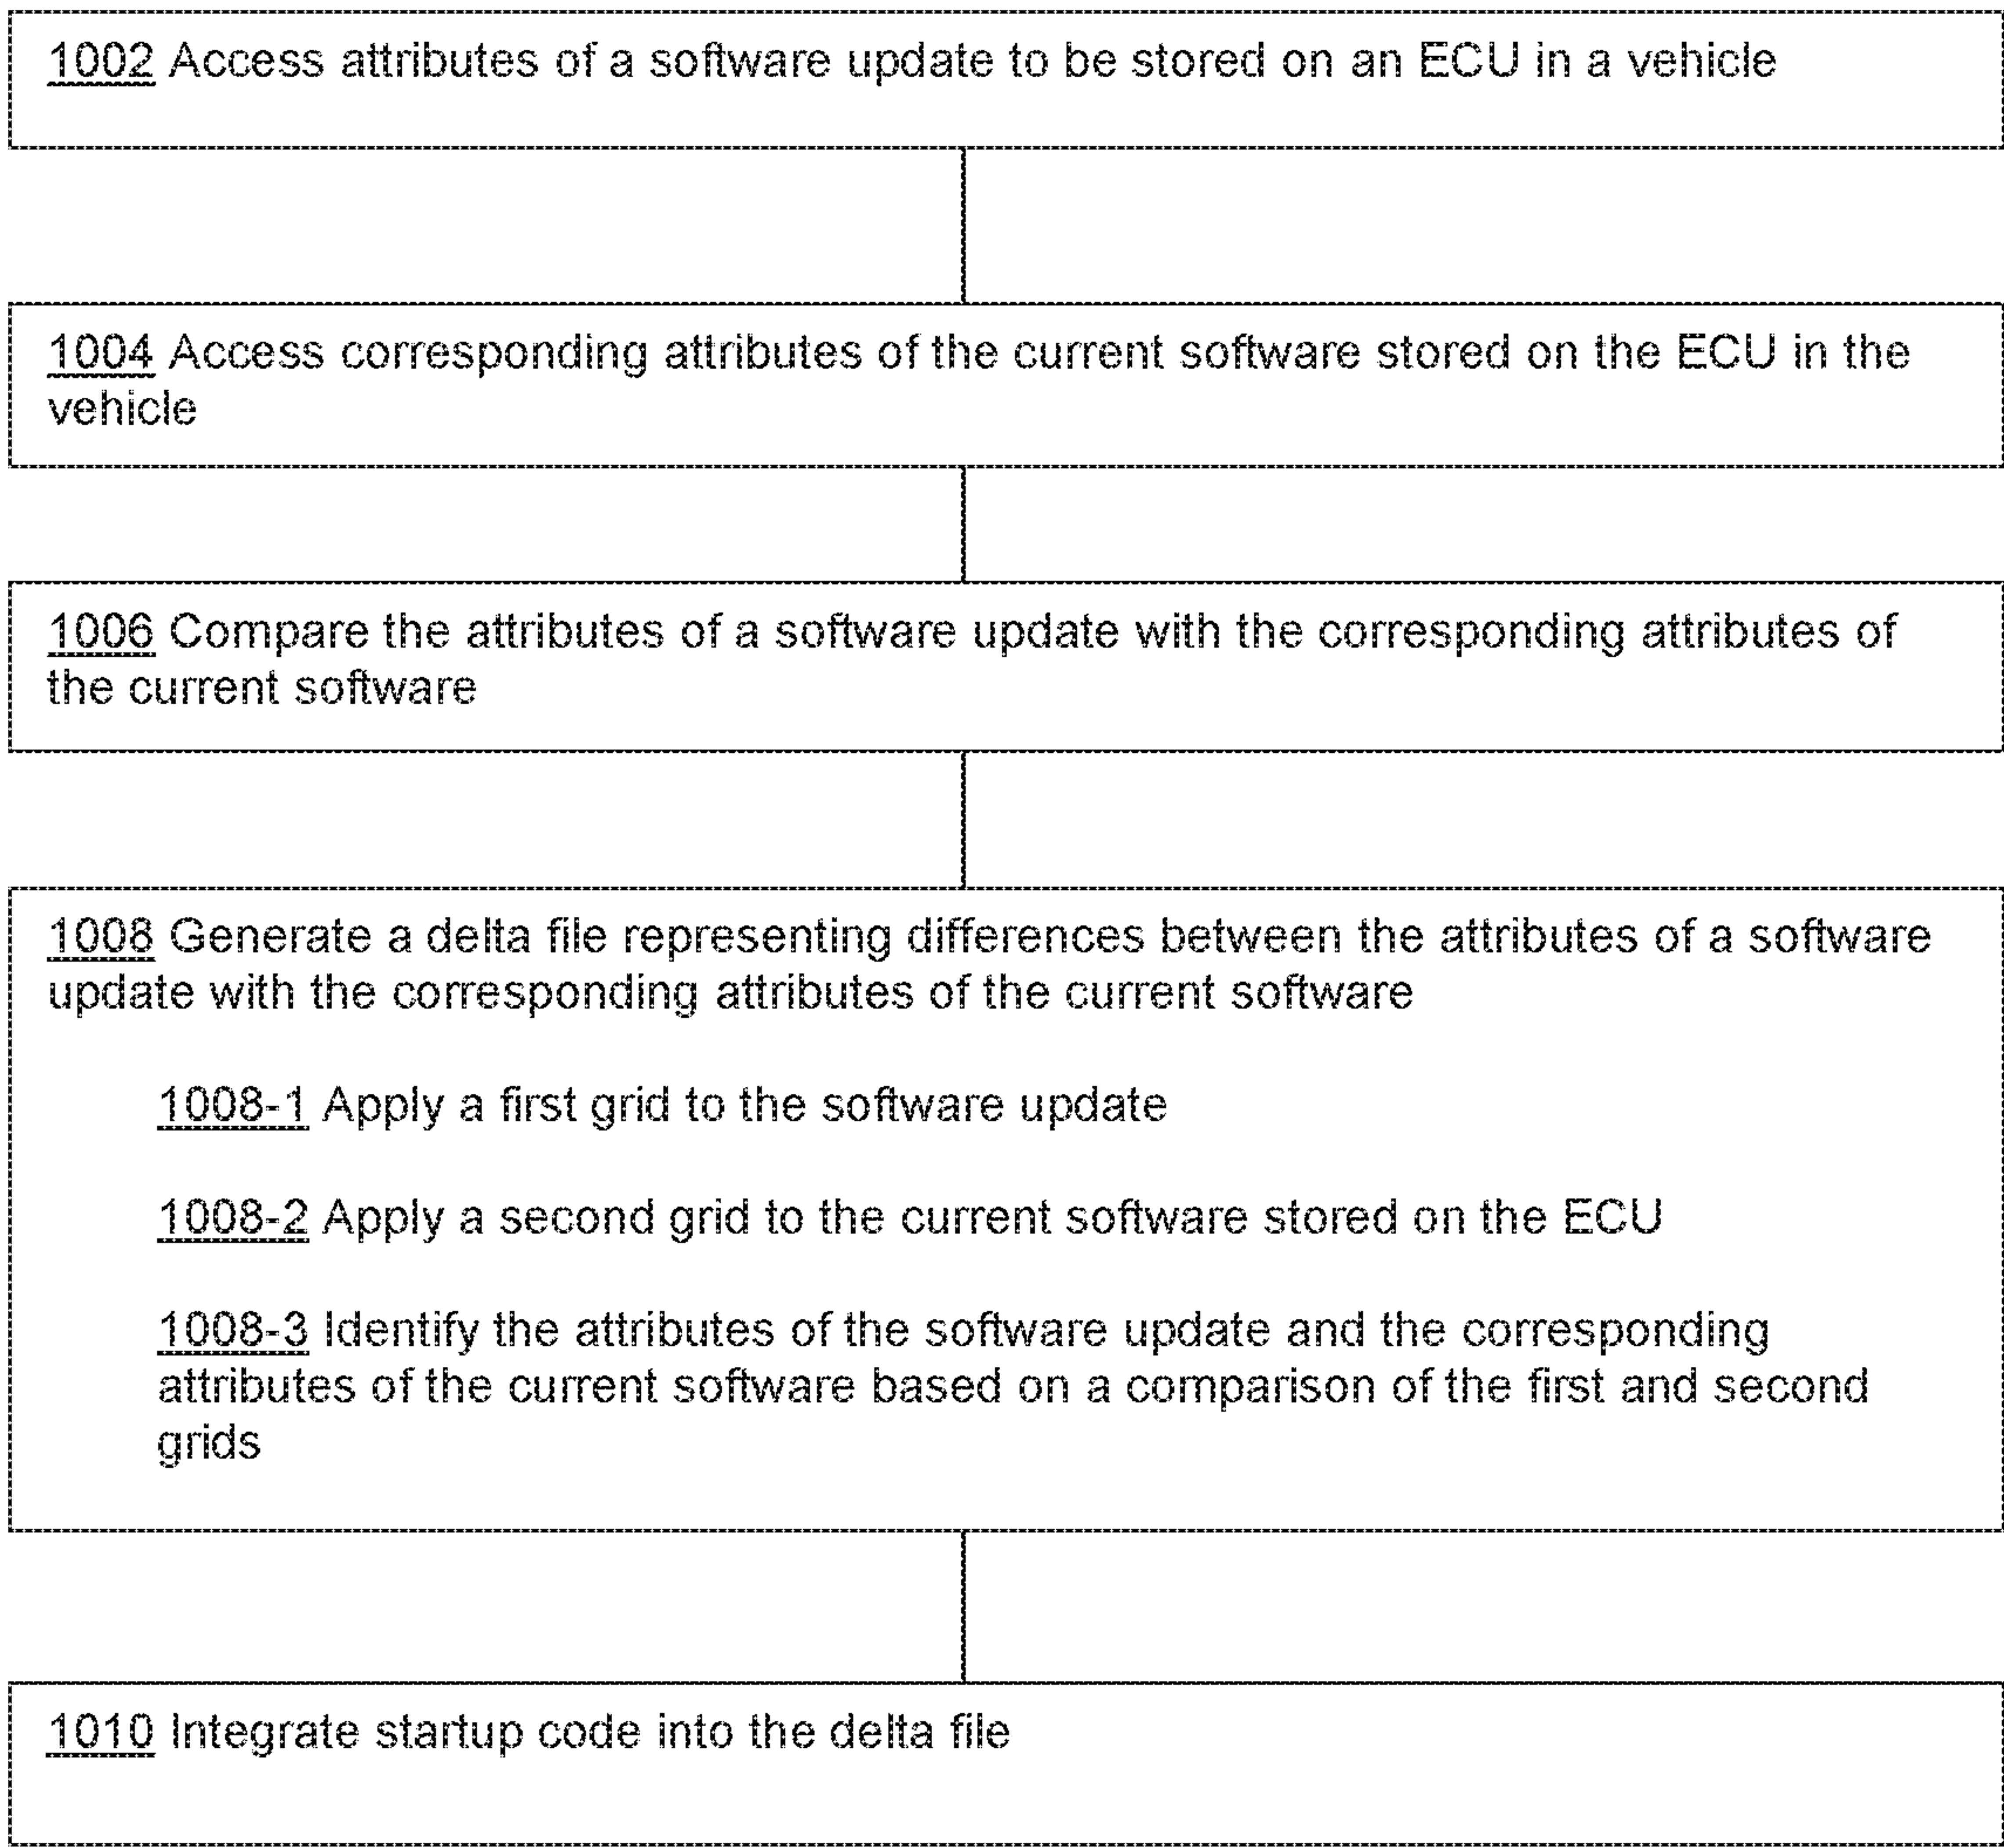 1002 Access attributes of a software update to be stored on an ECU in a vehicle
1004 Access corresponding attributes of the current software stored on the ECU in the
vehicle
1006 Compare the attributes of a software update with the corresponding attributes of
the current software
1008 Generate a delta file representing differences between the attributes of a software
update with the corresponding attributes of the current software
1008-1 Apply a first grid to the software update
1008-2 Apply a second grid to the current software stored on the ECU
1008-3 Identify the attributes of the software update and the corresponding
attributes of the current software based on a comparison of the first and second
grids
1010 Integrate startup code into the delta file